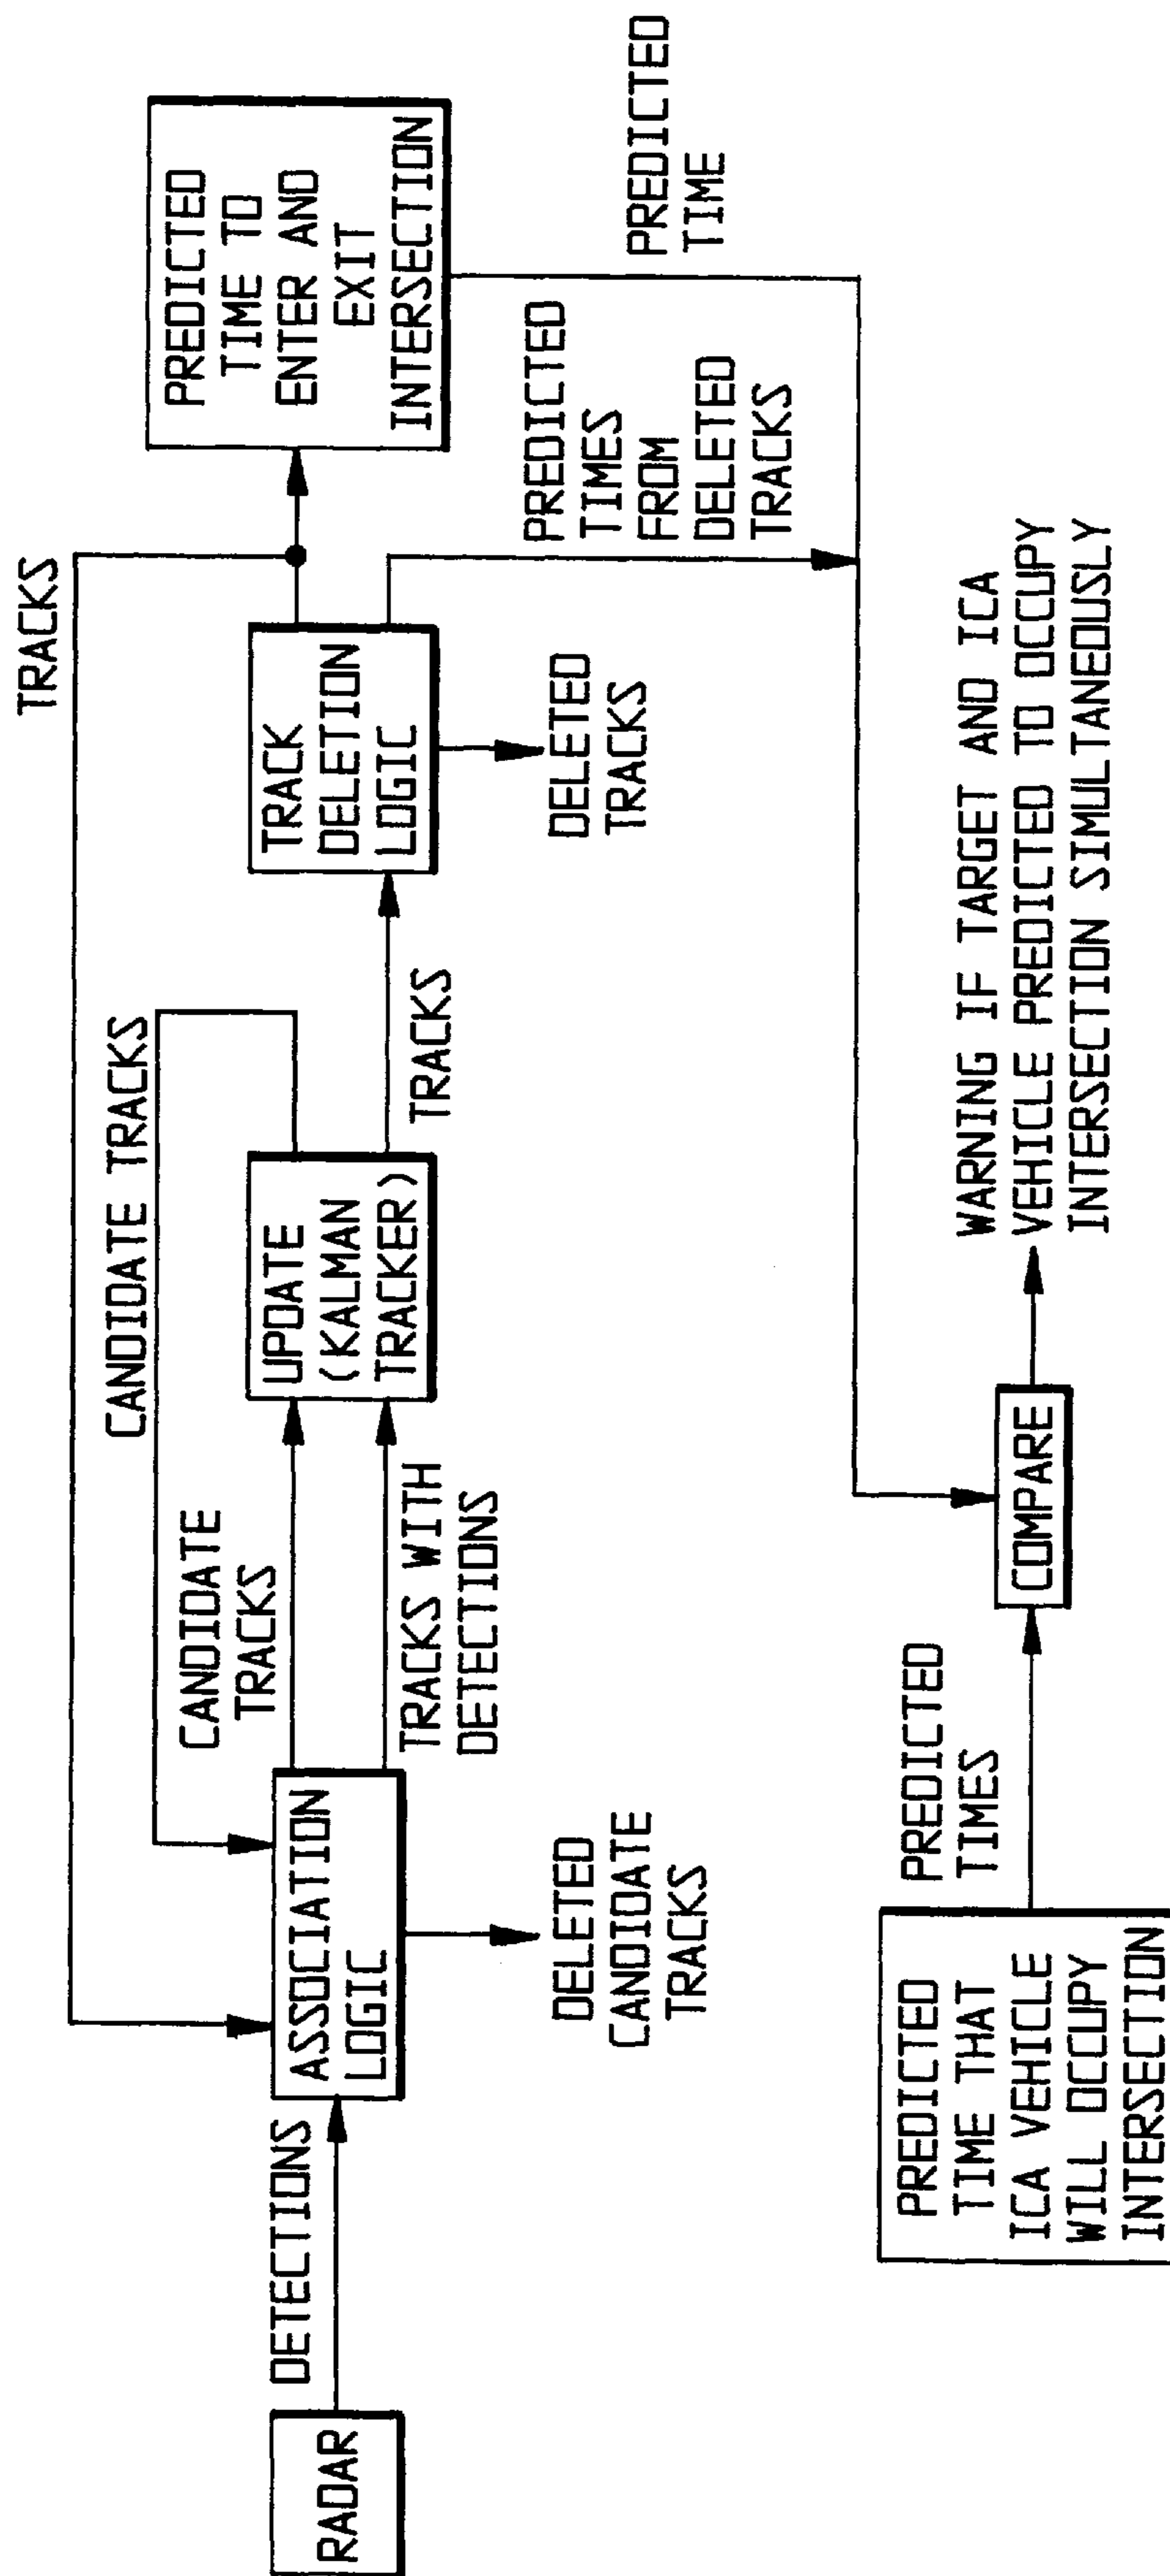 TRACKS
CANDIDATE TRACKS
CANDIDATE
TRACKS
RADAR
DETECTIONS
ASSOCIATION
LOGIC
TRACKS WITH
DETECTIONS
UPDATE
(KALMAN
TRACKER)
TRACKS
TRACK
DELETION
LOGIC
PREDICTED
TIME TO
ENTER AND
EXIT
INTERSECTION
DELETED
CANDIDATE
TRACKS
DELETED
TRACKS
PREDICTED
TIMES
FROM
DELETED
TRACKS
PREDICTED
TIME
PREDICTED
TIME THAT
ICA VEHICLE
WILL OCCUPY
INTERSECTION
PREDICTED
TIMES
COMPARE
WARNING IF TARGET AND ICA
VEHICLE PREDICTED TO OCCUPY
INTERSECTION SIMULTANEOUSLY